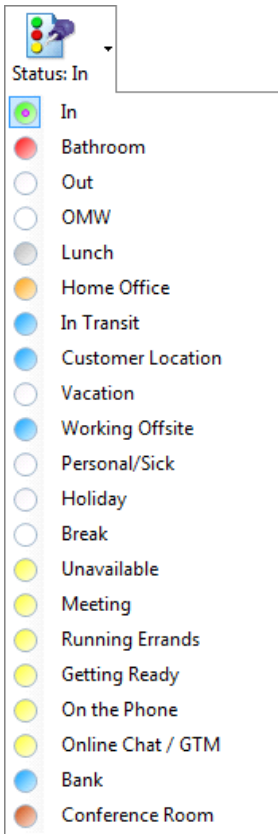 Status: In
In
Bathroom
Out
OMW
Lunch
Home Office
In Transit
Customer Location
Vacation
Working Offsite
Personal/Sick
Holiday
Break
Unavailable
Meeting
Running Errands
Getting Ready
On the Phone
Online Chat / GTM
Bank
Conference Room